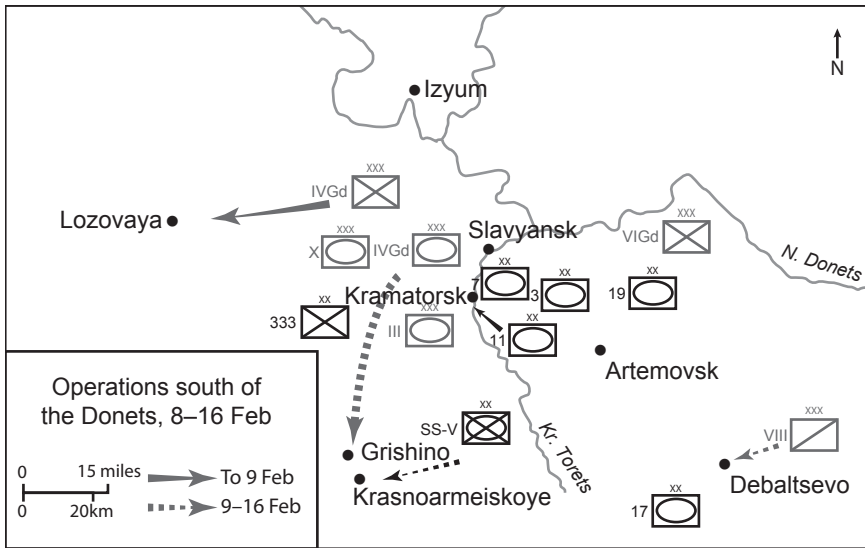 N
Izyum
XXX
IVGd
Lozovaya
XXX
X
XXX
IVGd
Slavyansk
XXX
VIGd
N. Donets
xx
7
xx
3
xx
19
Kramatorsk
xx
333
XXX
III
xx
11
Artemovsk
Operations south of
the Donets, 8–16 Feb
0
15 miles
To 9 Feb
0
20km
9–16 Feb
xx
SS-V
Kr. Torets
Grishino
Krasnoarmeiskoye
XXX
VIII
Debaltsevo
xx
17